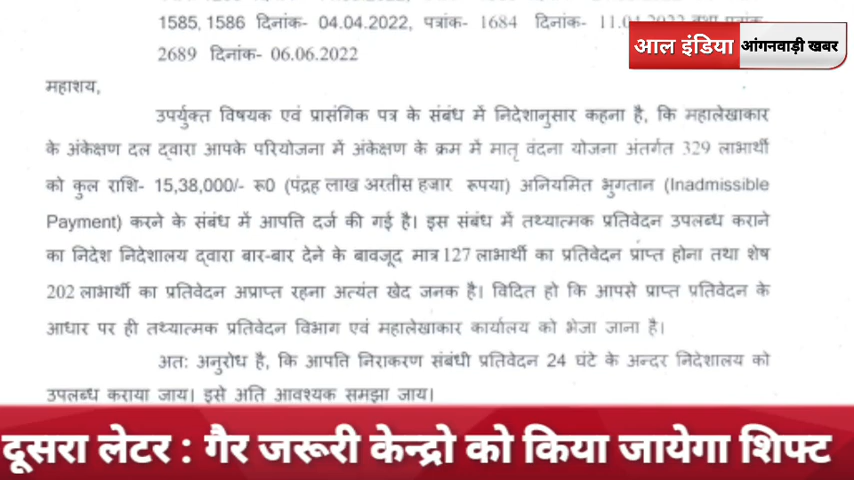 1585, 1586 दिनांक- 04.04.2022, पत्रांक- 1684 दिनांक- 11.04.2022 तथा पत्रांक-
2689 दिनांक- 06.06.2022
आल इंडिया आंगनवाड़ी खबर
महाशय,
उपर्युक्त विषयक एवं प्रासंगिक पत्र के संबंध में निदेशानुसार कहना है, कि महालेखाकार
के अंकेक्षण दल द्वारा आपके परियोजना में अंकेक्षण के क्रम में मातृ वंदना योजना अंतर्गत 329 लाभार्थी
को कुल राशि- 15,38,000/- रू0 (पंद्रह लाख अरतीस हजार रूपया) अनियमित भुगतान (Inadmissible
Payment) करने के संबंध में आपत्ति दर्ज की गई है। इस संबंध में तथ्यात्मक प्रतिवेदन उपलब्ध कराने
का निदेश निदेशालय द्वारा बार-बार देने के बावजूद मात्र 127 लाभार्थी का प्रतिवेदन प्राप्त होना तथा शेष
202 लाभार्थी का प्रतिवेदन अप्राप्त रहना अत्यंत खेद जनक है। विदित हो कि आपसे प्राप्त प्रतिवेदन के
आधार पर ही तथ्यात्मक प्रतिवेदन विभाग एवं महालेखाकार कार्यालय को भेजा जाना है।
अतः अनुरोध है, कि आपत्ति निराकरण संबंधी प्रतिवेदन 24 घंटे के अन्दर निदेशालय को
उपलब्ध कराया जाय। इसे अति आवश्यक समझा जाय।
दूसरा लेटर : गैर जरूरी केन्द्रो को किया जायेगा शिफ्ट